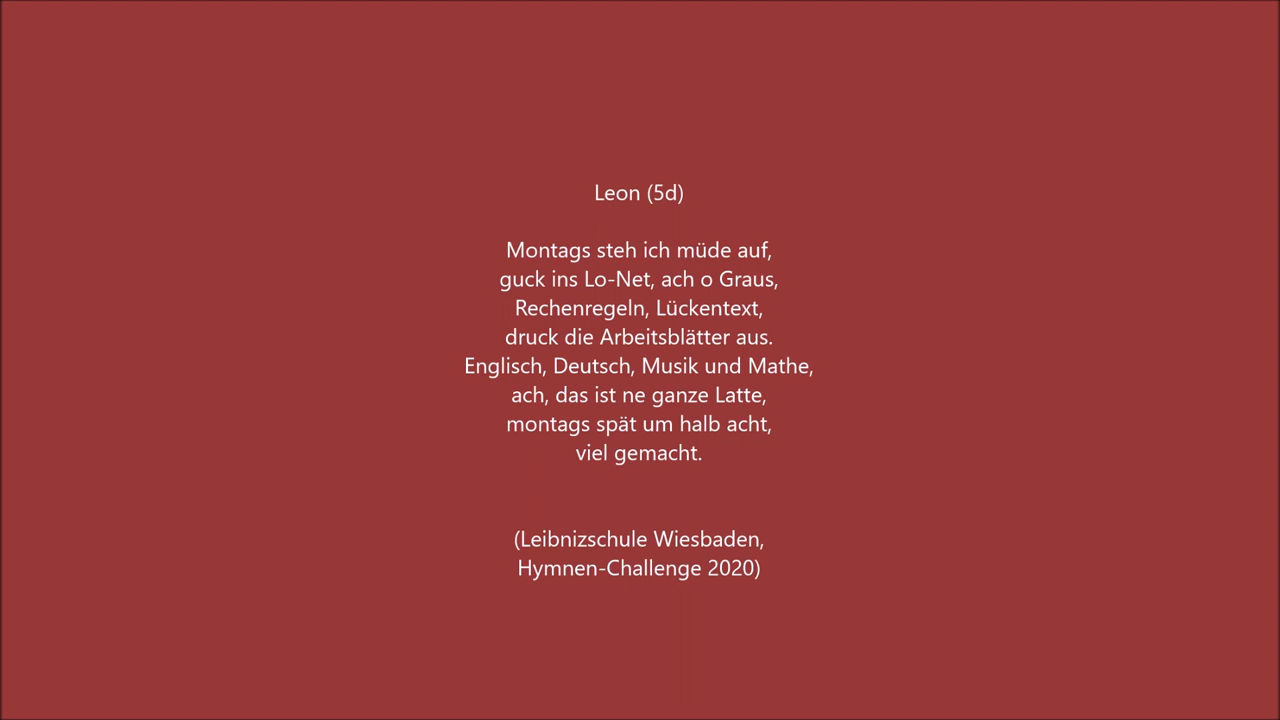 Leon (5d)
Montags steh ich müde auf,
guck ins Lo-Net, ach o Graus,
Rechenregeln, Lückentext,
druck die Arbeitsblätter aus.
Englisch, Deutsch, Musik und Mathe,
ach, das ist ne ganze Latte,
montags spät um halb acht,
viel gemacht.
(Leibnizschule Wiesbaden,
Hymnen-Challenge 2020)